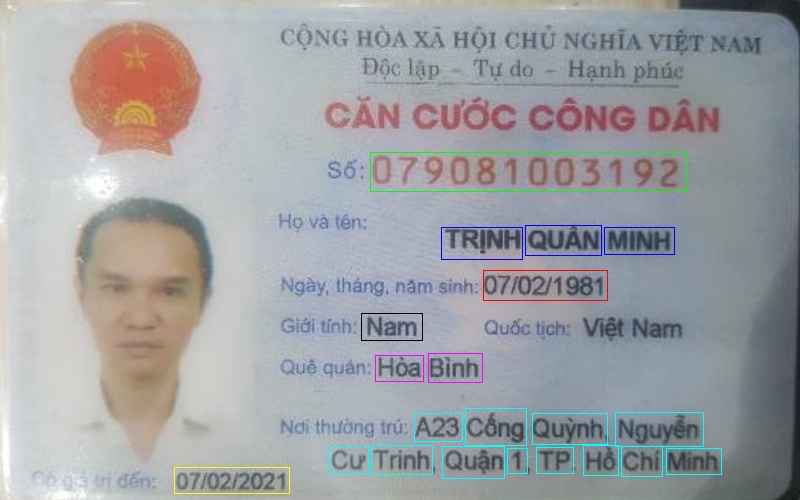 CỘNG HÒA XÃ HỘI CHỦ NGHĨA VIỆT NAM
Độc lập - Tự do - Hạnh phúc
CĂN CƯỚC CÔNG DÂN
Số: 079081003192
Họ và tên:
TRỊNH QUÂN MINH
Ngày, tháng, năm sinh: 07/02/1981
Giới tính: Nam Quốc tịch: Việt Nam
Quê quán: Hòa Bình
Nơi thường trú: A23 Cống Quỳnh, Nguyễn
Cư Trinh, Quận 1, TP. Hồ Chí Minh
Có giá trị đến: 07/02/2021